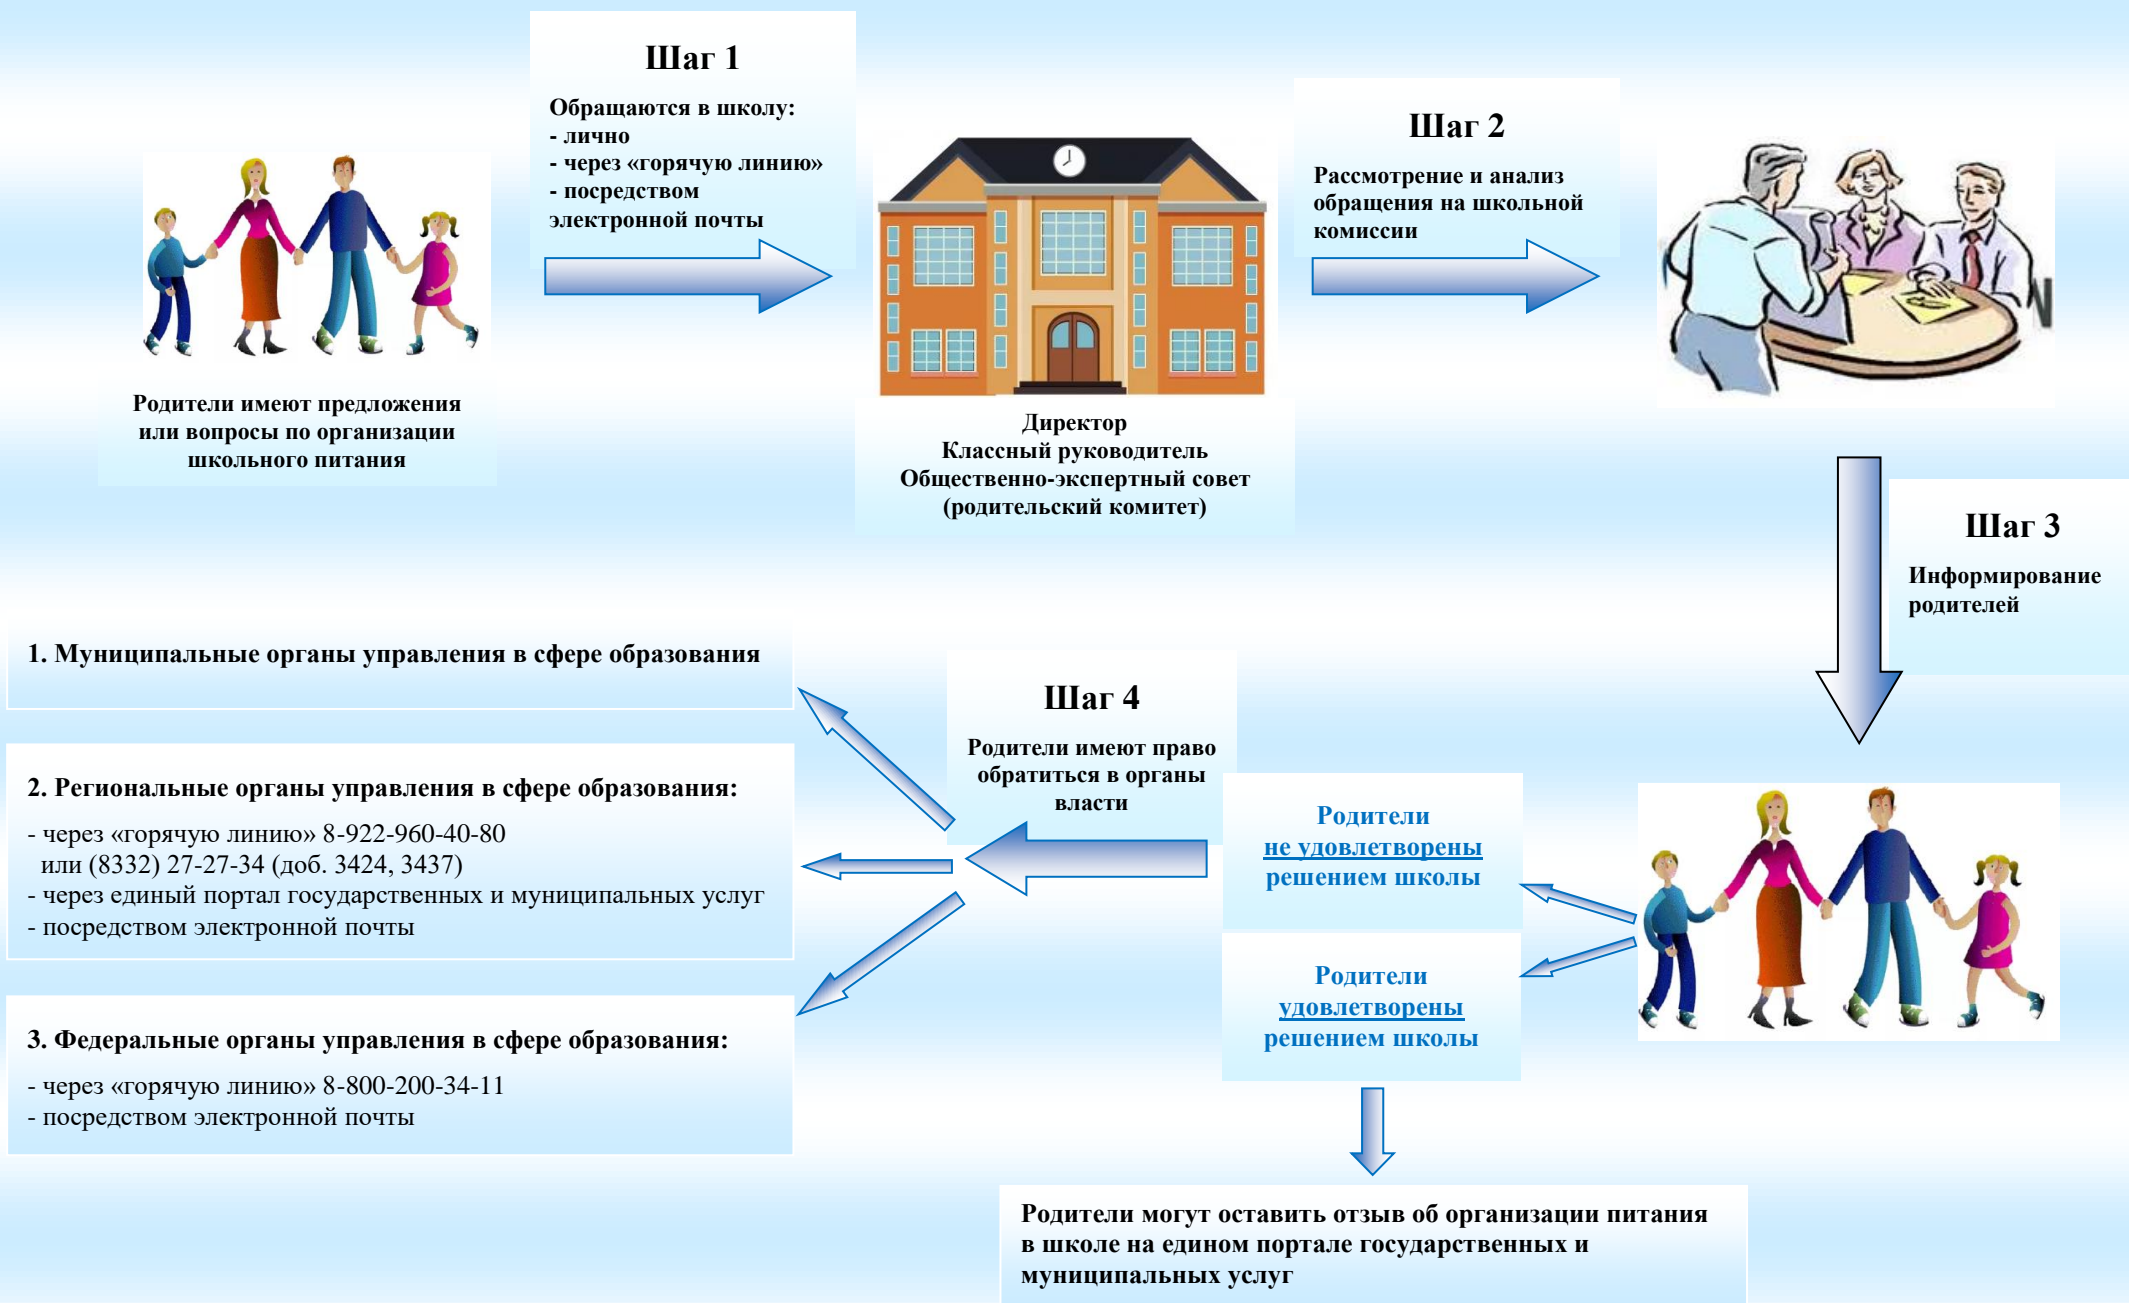 Шаг 1
Обращаются в школу:
- лично
- через «горячую линию»
- посредством
электронной почты
Родители имеют предложения
или вопросы по организации
школьного питания
Директор
Классный руководитель
Общественно-экспертный совет
(родительский комитет)
Шаг 2
Рассмотрение и анализ
обращения на школьной
комиссии
Шаг 3
Информирование
родителей
Родители
не удовлетворены
решением школы
Родители
удовлетворены
решением школы
Шаг 4
Родители имеют право
обратиться в органы
власти
1. Муниципальные органы управления в сфере образования
2. Региональные органы управления в сфере образования:
- через «горячую линию» 8-922-960-40-80
или (8332) 27-27-34 (доб. 3424, 3437)
- через единый портал государственных и муниципальных услуг
- посредством электронной почты
3. Федеральные органы управления в сфере образования:
- через «горячую линию» 8-800-200-34-11
- посредством электронной почты
Родители могут оставить отзыв об организации питания
в школе на едином портале государственных и
муниципальных услуг